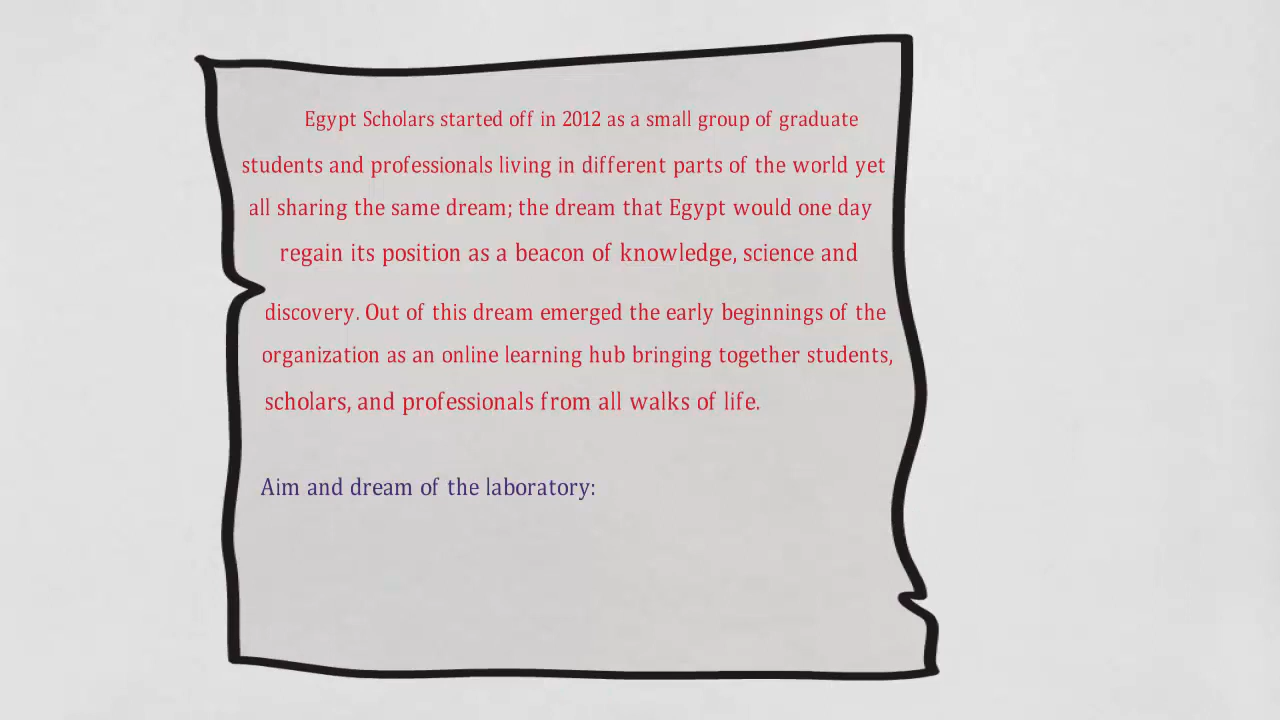 Egypt Scholars started off in 2012 as a small group of graduate
students and professionals living in different parts of the world yet
all sharing the same dream; the dream that Egypt would one day
regain its position as a beacon of knowledge, science and
discovery. Out of this dream emerged the early beginnings of the
organization as an online learning hub bringing together students,
scholars, and professionals from all walks of life.
Aim and dream of the laboratory: